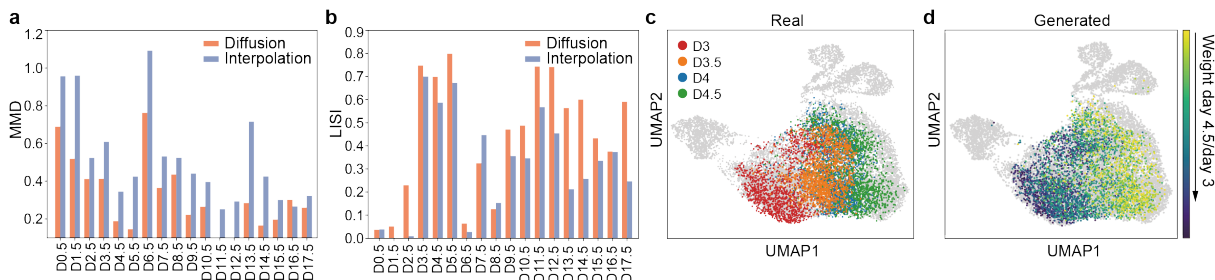 a
MMD
1.2
1.0
0.8
0.6
0.4
0.2
Diffusion
Interpolation
D0.5
D1.5
D2.5
D3.5
D4.5
D5.5
D6.5
D7.5
D8.5
D9.5
D10.5
D11.5
D12.5
D13.5
D14.5
D15.5
D16.5
D17.5
b
LISI
0.9
0.8
0.7
0.6
0.5
0.4
0.3
0.2
0.1
0.0
Diffusion
Interpolation
D0.5
D1.5
D2.5
D3.5
D4.5
D5.5
D6.5
D7.5
D8.5
D9.5
D10.5
D11.5
D12.5
D13.5
D14.5
D15.5
D16.5
D17.5
c
Real
D3
D3.5
D4
D4.5
UMAP2
UMAP1
d
Generated
UMAP2
UMAP1
Weight day 4.5/day 3